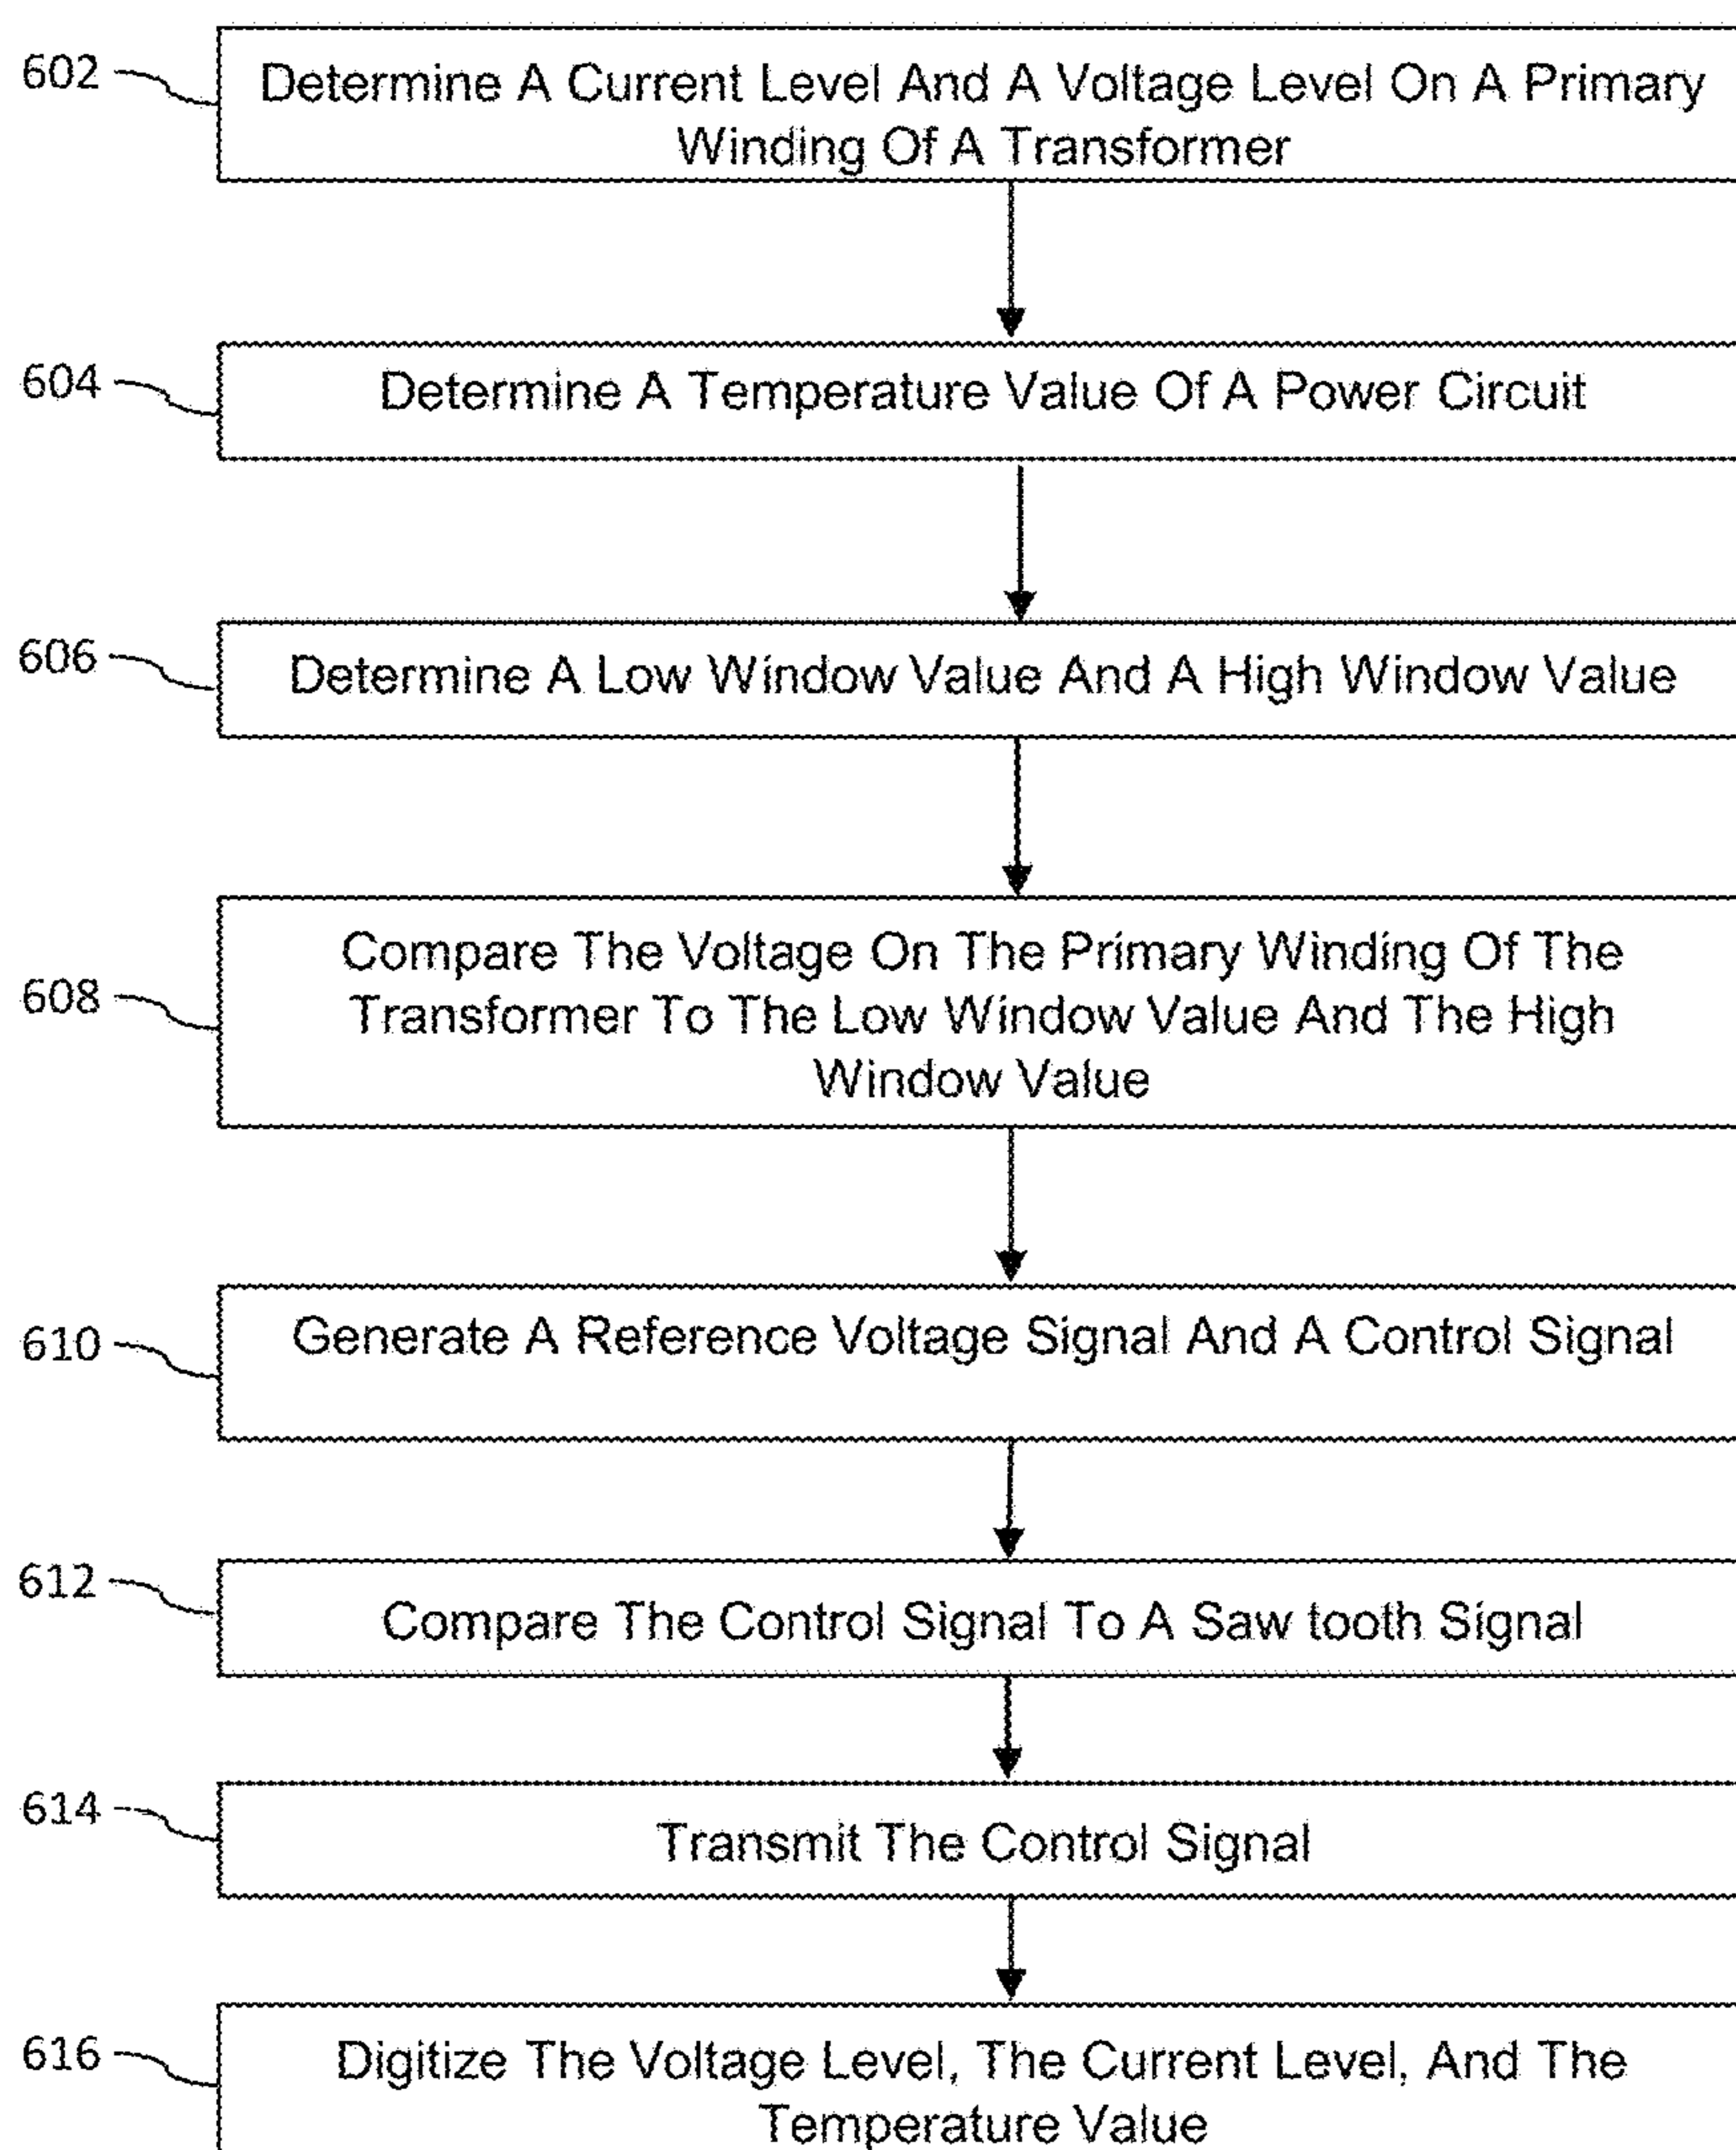 602
Determine A Current Level And A Voltage Level On A Primary
Winding Of A Transformer
604
Determine A Temperature Value Of A Power Circuit
606
Determine A Low Window Value And A High Window Value
608
Compare The Voltage On The Primary Winding Of The
Transformer To The Low Window Value And The High
Window Value
610
Generate A Reference Voltage Signal And A Control Signal
612
Compare The Control Signal To A Saw tooth Signal
614
Transmit The Control Signal
616
Digitize The Voltage Level, The Current Level, And The
Temperature Value